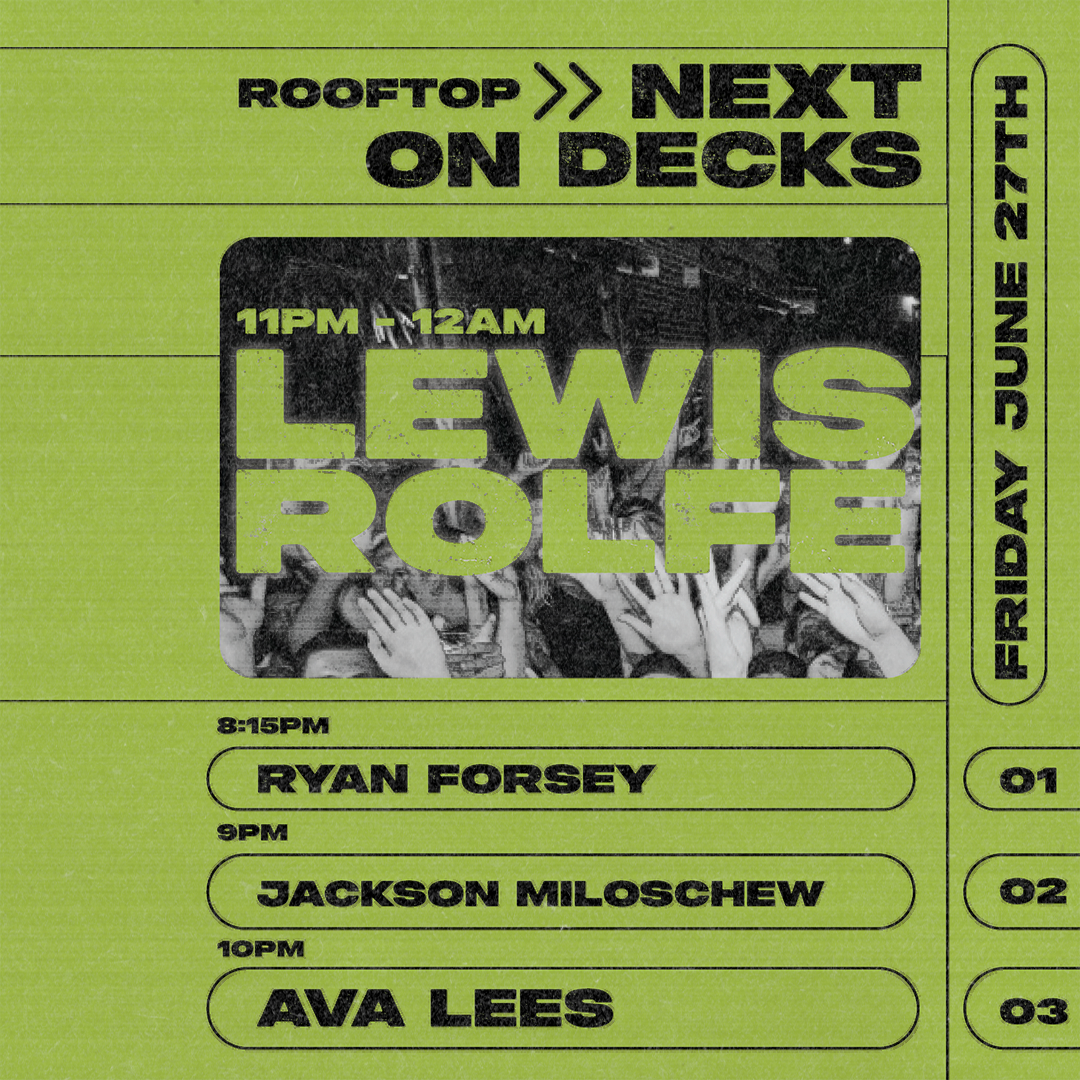 ROOFTOP >> NEXT
ON DECKS
FRIDAY JUNE 27TH
11PM - 12AM
LEWIS
ROLFE
8:15PM
RYAN FORSEY
01
9PM
JACKSON MILOSCHEW
02
10PM
AVA LEES
03